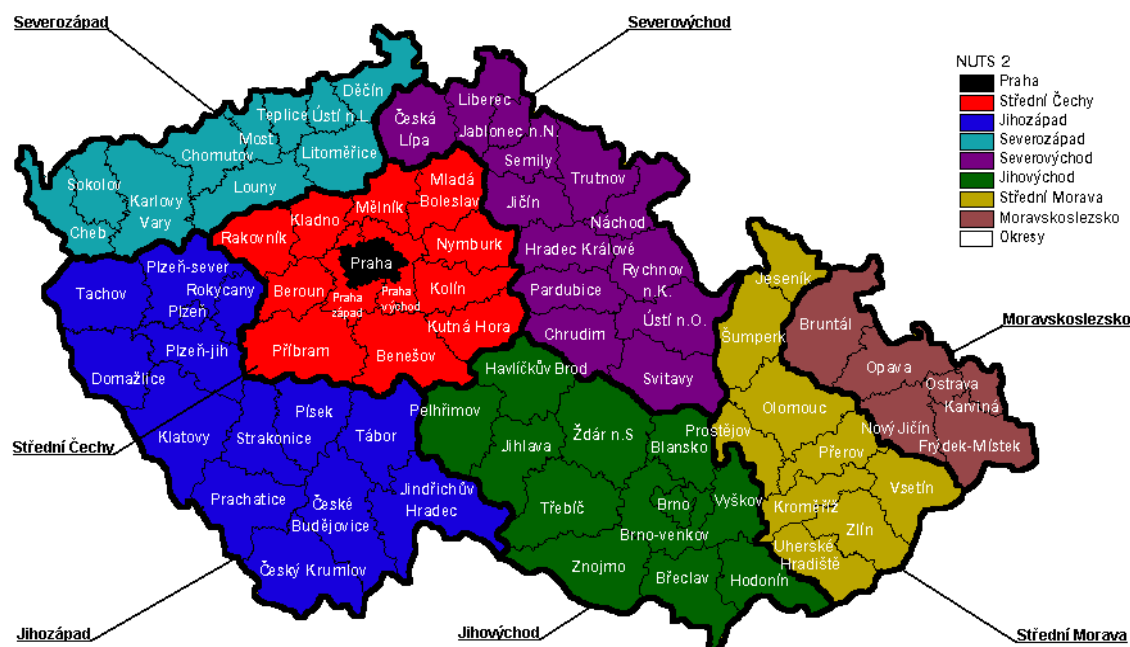 Severozápad
Severovýchod
NUTS 2
Praha
Střední Čechy
Jihozápad
Severozápad
Severovýchod
Jihovýchod
Střední Morava
Moravskoslezsko
Okresy
Děčín
Teplice
Ústí n.L.
Most
Chomutov
Litoměřice
Sokolov
Karlovy
Vary
Louny
Cheb
Liberec
Česká
Lípa
Jablonec n.N.
Semily
Trutnov
Jičín
Náchod
Hradec Králové
Rychnov
n.K.
Pardubice
Ústí n.O.
Chrudim
Svitavy
Mladá
Boleslav
Mělník
Kladno
Rakovník
Nymburk
Praha
Beroun
Praha
západ
Praha
východ
Kolín
Kutná Hora
Příbram
Benešov
Plzeň-sever
Tachov
Rokycany
Plzeň
Plzeň-jih
Domažlice
Klatovy
Písek
Strakonice
Tábor
Prachatice
České
Budějovice
Jindřichův
Hradec
Český Krumlov
Havlíčkův Brod
Pelhřimov
Jihlava
Ždár n.S
Blansko
Třebíč
Brno
Vyškov
Brno-venkov
Znojmo
Břeclav
Hodonín
Jeseník
Šumperk
Olomouc
Prostějov
Přerov
Kroměříž
Vsetín
Zlín
Uherské
Hradiště
Bruntál
Opava
Ostrava
Karviná
Nový Jičín
Frýdek-Místek
Moravskoslezsko
Střední Čechy
Jihozápad
Jihovýchod
Střední Morava